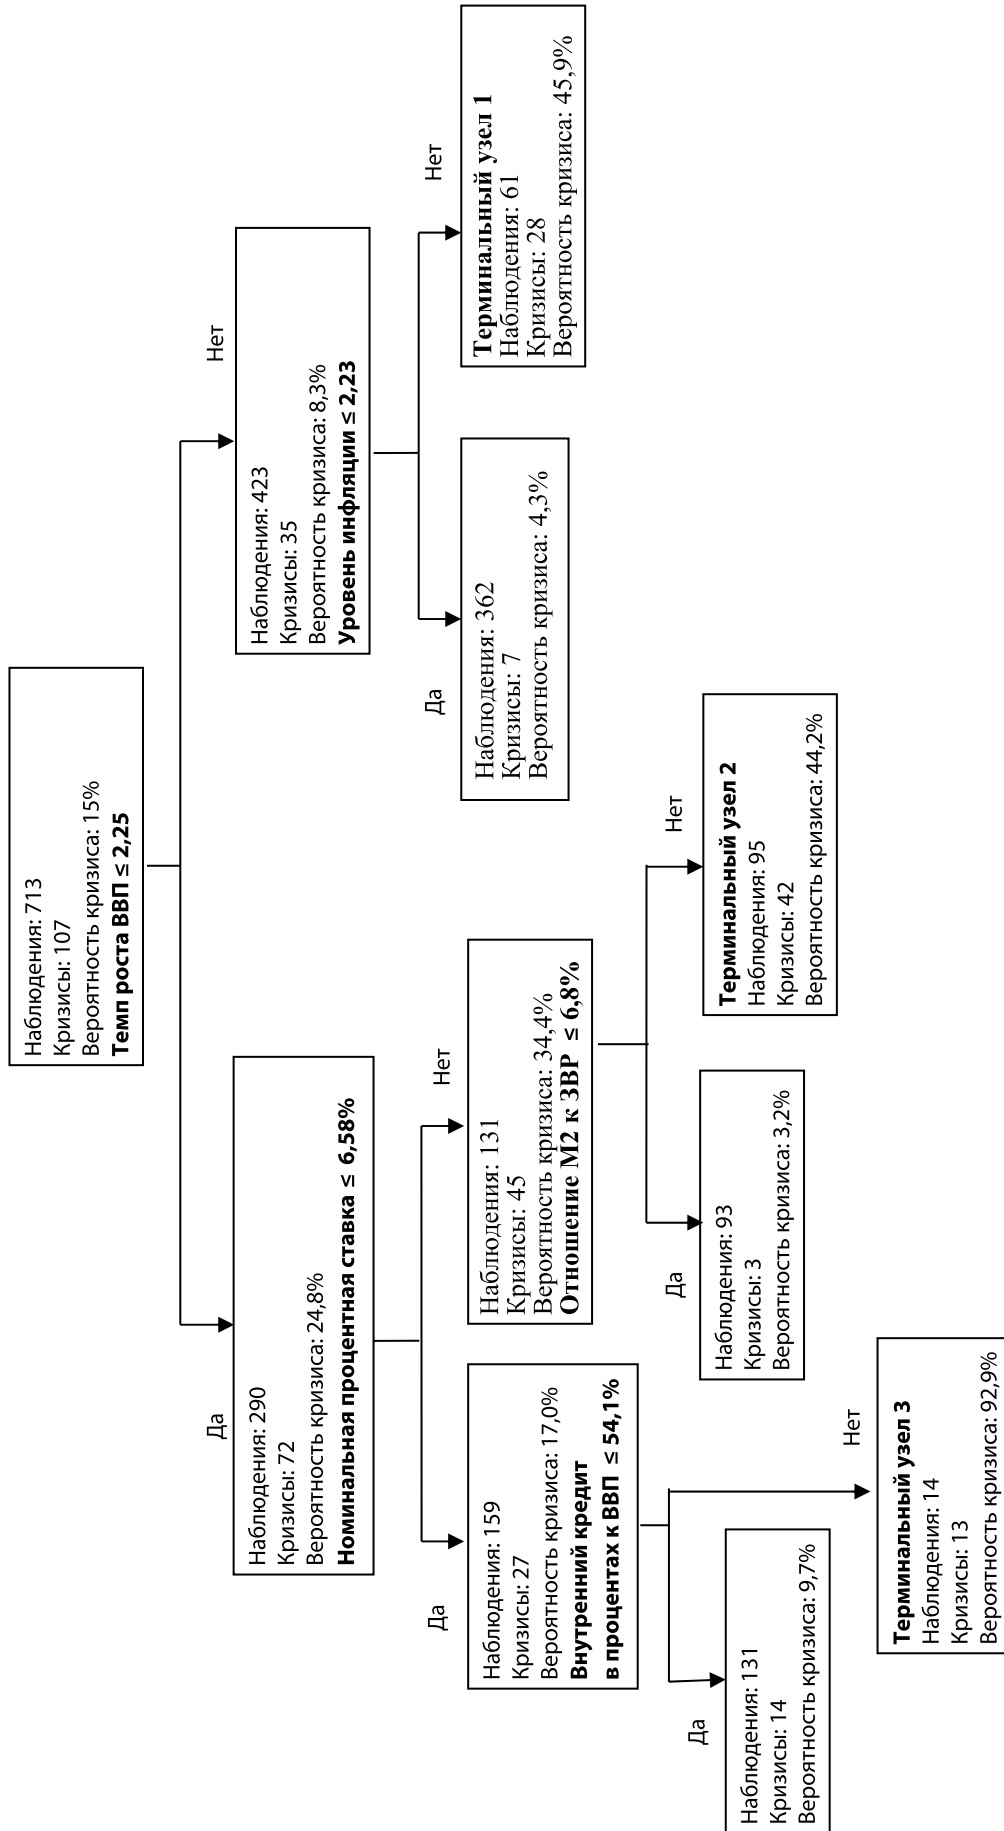 Наблюдения: 713
Кризисы: 107
Вероятность кризиса: 15%
Темп роста ВВП ≤ 2,25
Да
Нет
Наблюдения: 290
Кризисы: 72
Вероятность кризиса: 24,8%
Номинальная процентная ставка ≤ 6,58%
Наблюдения: 423
Кризисы: 35
Вероятность кризиса: 8,3%
Уровень инфляции ≤ 2,23
Да
Нет
Да
Нет
Наблюдения: 159
Кризисы: 27
Вероятность кризиса: 17,0%
Внутренний кредит
в процентах к ВВП ≤ 54,1%
Наблюдения: 131
Кризисы: 45
Вероятность кризиса: 34,4%
Отношение М2 к ЗВР ≤ 6,8%
Наблюдения: 362
Кризисы: 7
Вероятность кризиса: 4,3%
Терминальный узел 1
Наблюдения: 61
Кризисы: 28
Вероятность кризиса: 45,9%
Да
Нет
Да
Нет
Наблюдения: 131
Кризисы: 14
Вероятность кризиса: 9,7%
Терминальный узел 3
Наблюдения: 14
Кризисы: 13
Вероятность кризиса: 92,9%
Наблюдения: 93
Кризисы: 3
Вероятность кризиса: 3,2%
Терминальный узел 2
Наблюдения: 95
Кризисы: 42
Вероятность кризиса: 44,2%